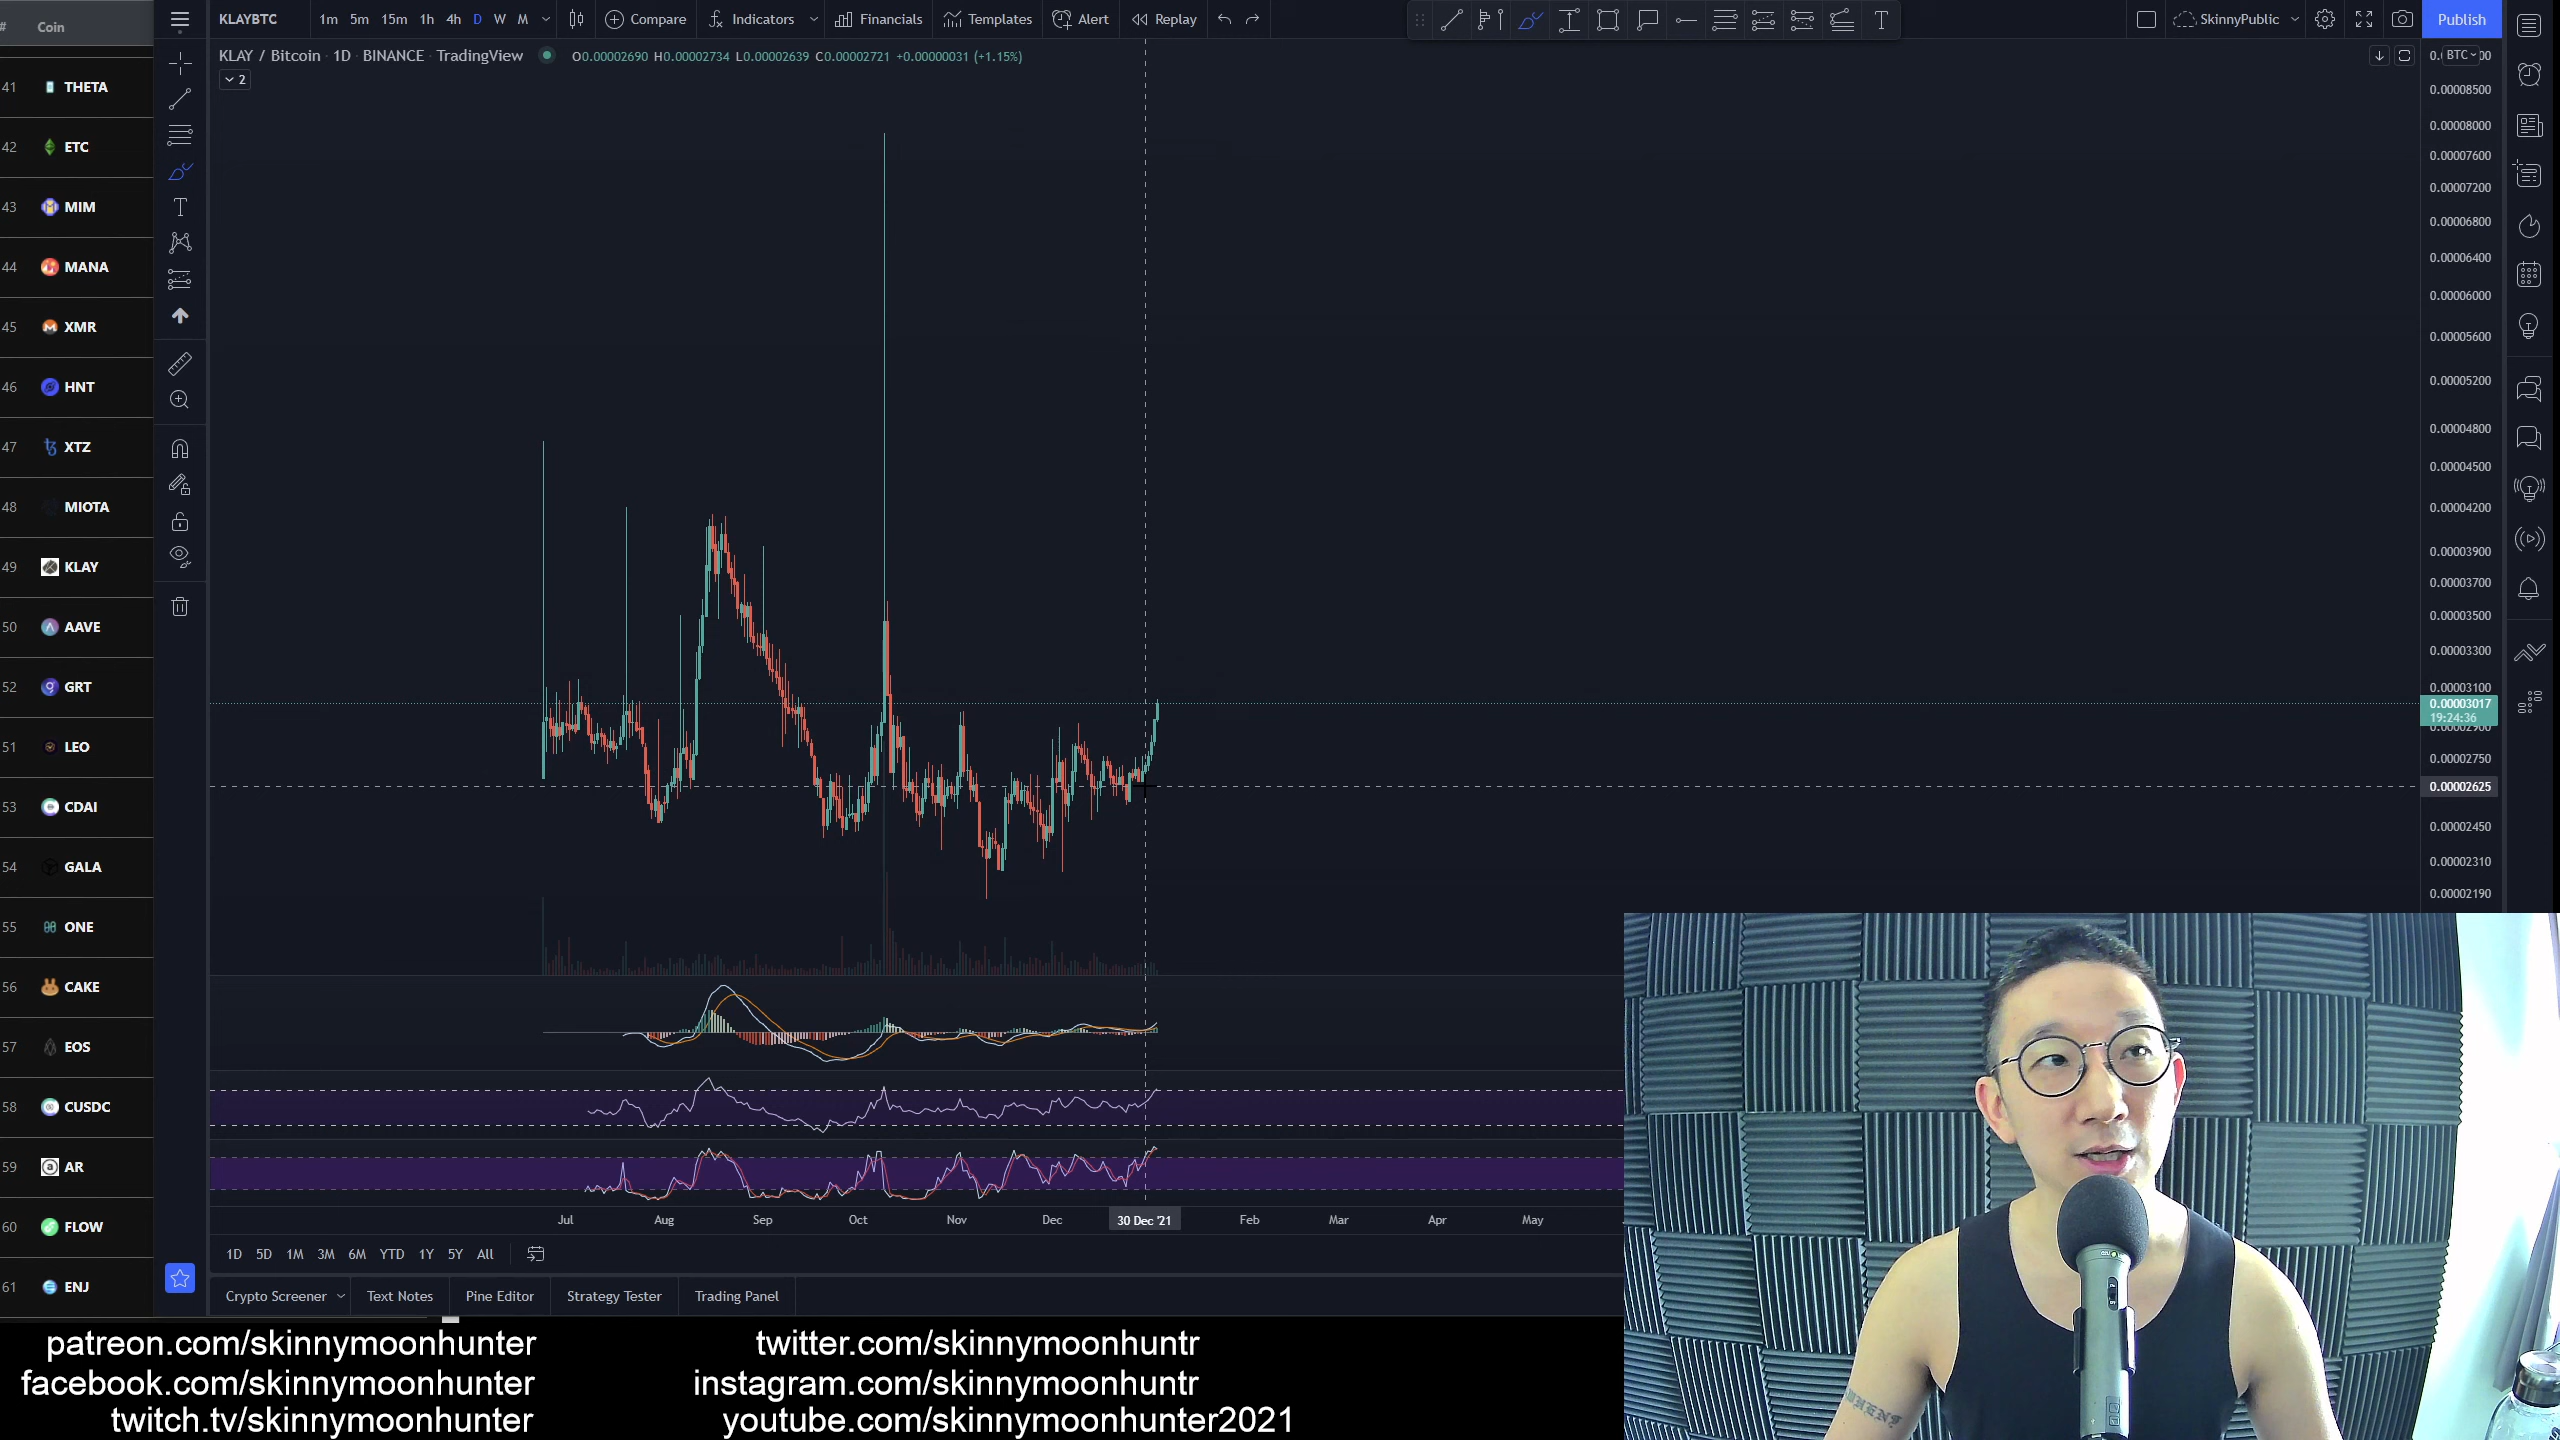 # Coin
41 THETA
42 ETC
43 MIM
44 MANA
45 XMR
46 HNT
47 XTZ
48 MIOTA
49 KLAY
50 AAVE
52 GRT
51 LEO
53 CDAI
54 GALA
55 ONE
56 CAKE
57 EOS
58 CUSDC
59 AR
60 FLOW
61 ENJ
KLAYBTC 1m 5m 15m 1h 4h D W M Compare Indicators Financials Templates Alert Replay SkinnyPublic Publish
KLAY / Bitcoin · 1D · BINANCE · TradingView O0.00002690 H0.00002734 L0.00002639 C0.00002721 +0.00000031 (+1.15%)
2
BTC
0.00008500
0.00008000
0.00007600
0.00007200
0.00006800
0.00006400
0.00006000
0.00005600
0.00005200
0.00004800
0.00004500
0.00004200
0.00003900
0.00003700
0.00003500
0.00003300
0.00003100
0.00003017
19:24:36
0.00002900
0.00002750
0.00002625
0.00002450
0.00002310
0.00002190
Jul Aug Sep Oct Nov Dec 30 Dec '21 Feb Mar Apr May
1D 5D 1M 3M 6M YTD 1Y 5Y All
Crypto Screener Text Notes Pine Editor Strategy Tester Trading Panel
patreon.com/skinnymoonhunter twitter.com/skinnymoonhuntr
facebook.com/skinnymoonhunter instagram.com/skinnymoonhuntr
twitch.tv/skinnymoonhunter youtube.com/skinnymoonhunter2021